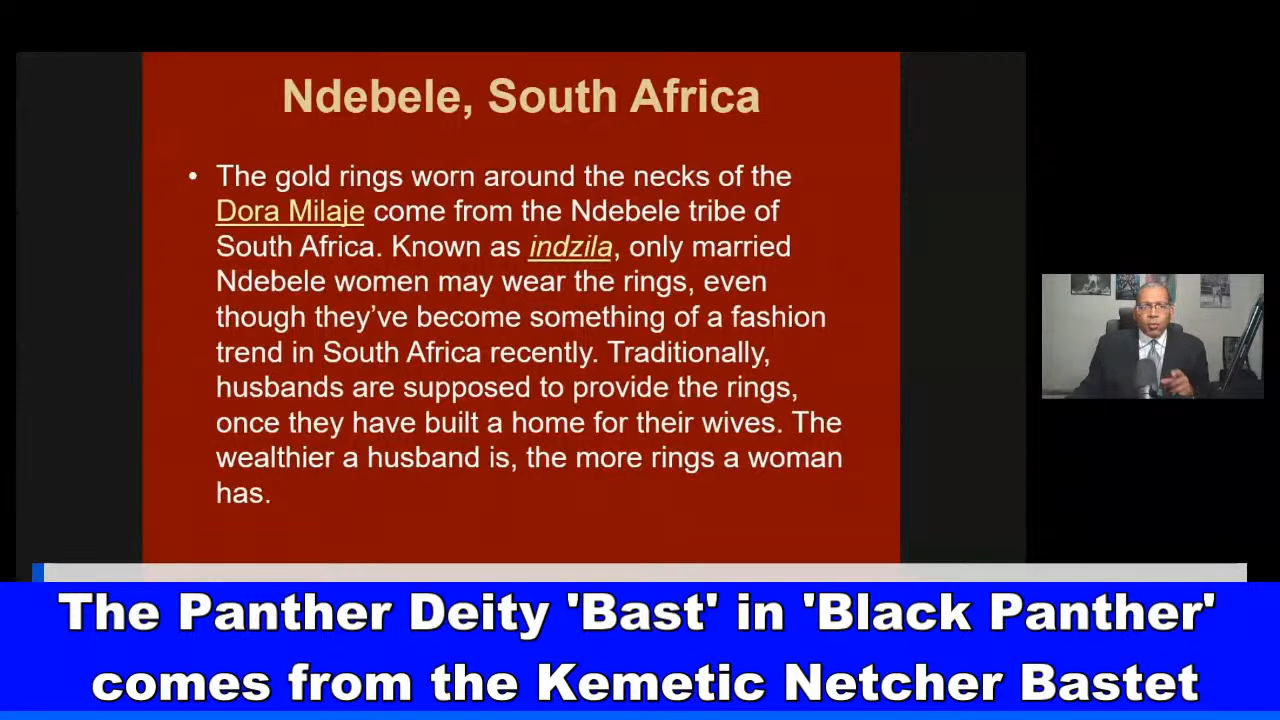 Ndebele, South Africa
• The gold rings worn around the necks of the
Dora Milaje come from the Ndebele tribe of
South Africa. Known as indzila, only married
Ndebele women may wear the rings, even
though they’ve become something of a fashion
trend in South Africa recently. Traditionally,
husbands are supposed to provide the rings,
once they have built a home for their wives. The
wealthier a husband is, the more rings a woman
has.
The Panther Deity 'Bast' in 'Black Panther'
comes from the Kemetic Netcher Bastet